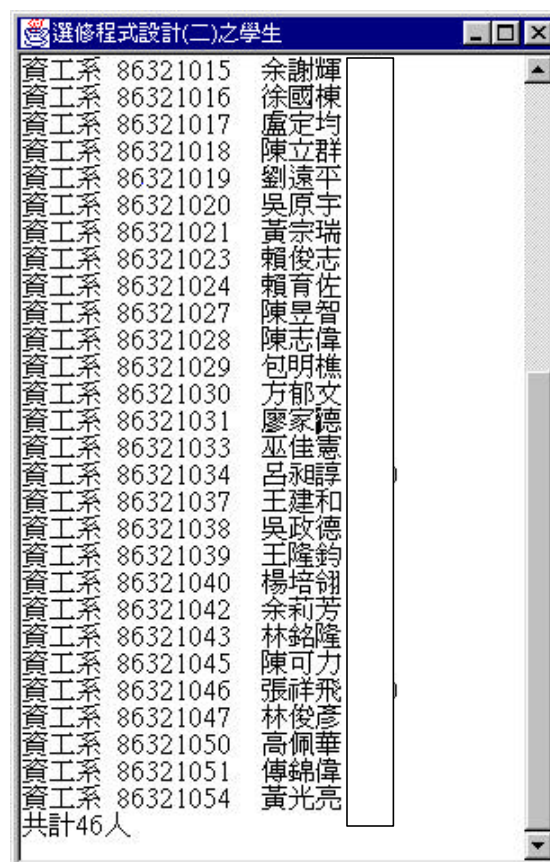 選修程式設計(二)之學生
資工系 86321015 余謝輝
資工系 86321016 徐國棟
資工系 86321017 盧定均
資工系 86321018 陳立群
資工系 86321019 劉遠平
資工系 86321020 吳原宇
資工系 86321021 黃宗瑞
資工系 86321023 賴俊志
資工系 86321024 賴育佐
資工系 86321027 陳昱智
資工系 86321028 陳志偉
資工系 86321029 包明樵
資工系 86321030 方郁文
資工系 86321031 廖家德
資工系 86321033 巫佳憲
資工系 86321034 呂昶諄
資工系 86321037 王建和
資工系 86321038 吳政德
資工系 86321039 王隆鈞
資工系 86321040 楊培翎
資工系 86321042 余莉芳
資工系 86321043 林銘隆
資工系 86321045 陳可力
資工系 86321046 張祥飛
資工系 86321047 林俊彥
資工系 86321050 高佩華
資工系 86321051 傅錦偉
資工系 86321054 黃光亮
共計46人